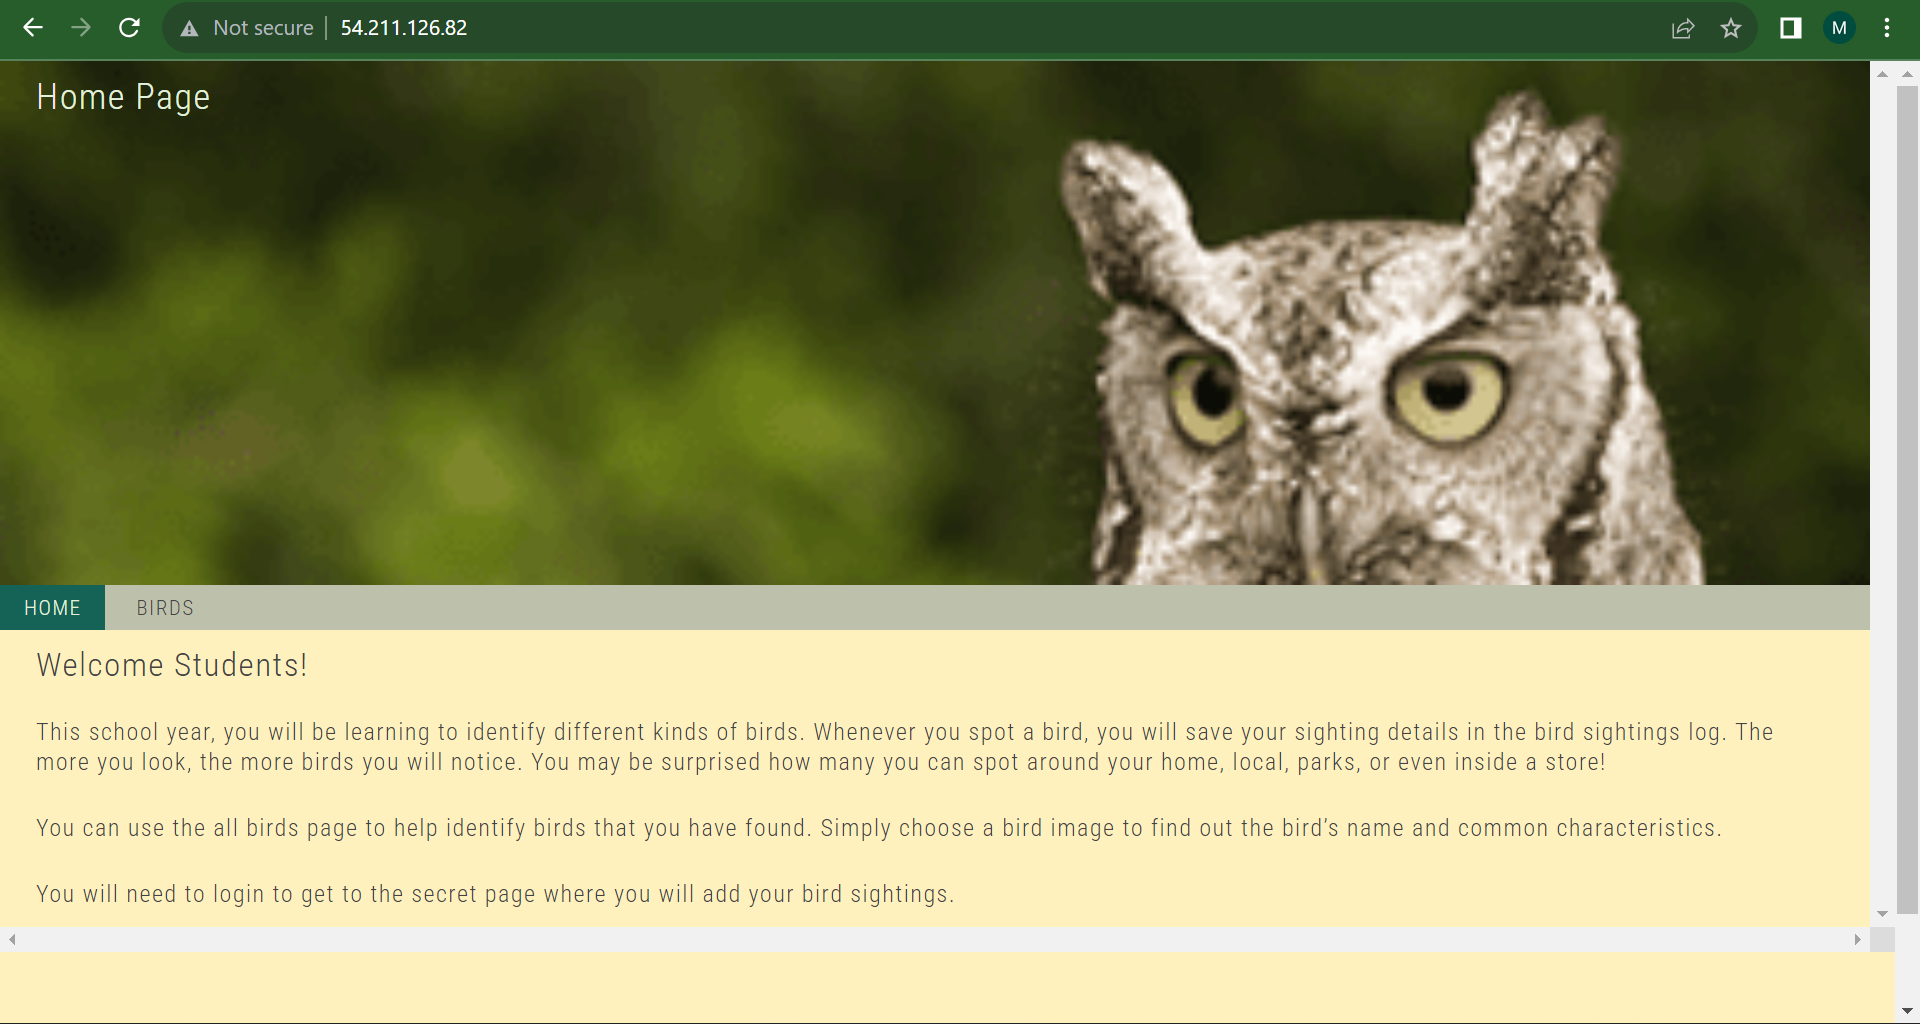 Not secure
54.211.126.82
M
Home Page
HOME
BIRDS
Welcome Students!
This school year, you will be learning to identify different kinds of birds. Whenever you spot a bird, you will save your sighting details in the bird sightings log. The
more you look, the more birds you will notice. You may be surprised how many you can spot around your home, local, parks, or even inside a store!
You can use the all birds page to help identify birds that you have found. Simply choose a bird image to find out the bird's name and common characteristics.
You will need to login to get to the secret page where you will add your bird sightings.